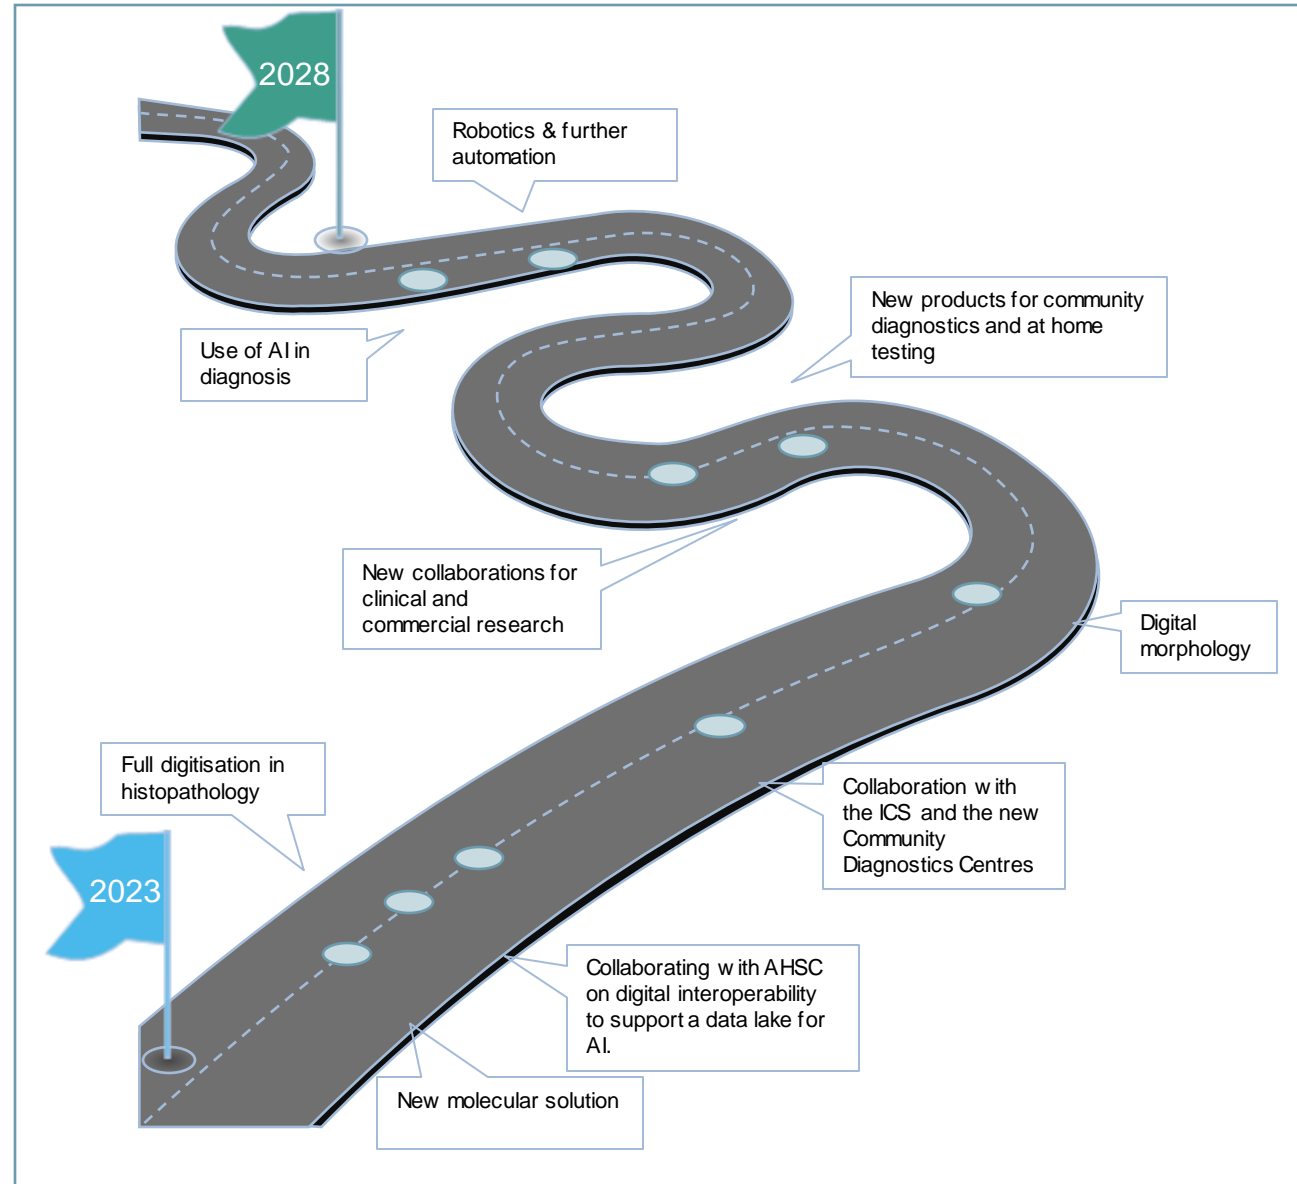 2028
Robotics & further
automation
New products for community
diagnostics and at home
testing
Use of AI in
diagnosis
New collaborations for
clinical and
commercial research
Digital
morphology
Full digitisation in
histopathology
Collaboration with
the ICS and the new
Community
Diagnostics Centres
2023
Collaborating with AHSC
on digital interoperability
to support a data lake for
AI.
New molecular solution